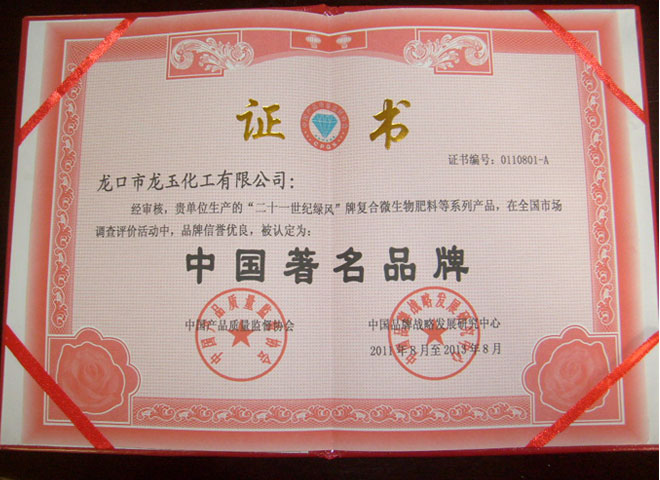 证 书
证书编号：0110801-A
龙口市龙玉化工有限公司：
经审核，贵单位生产的“二十一世纪绿风”牌复合微生物肥料等系列产品，在全国市场
调查评价活动中，品牌信誉优良，被认定为：
中国著名品牌
中国产品质量监督协会
中国品牌战略发展研究中心
2011年8月至2013年8月